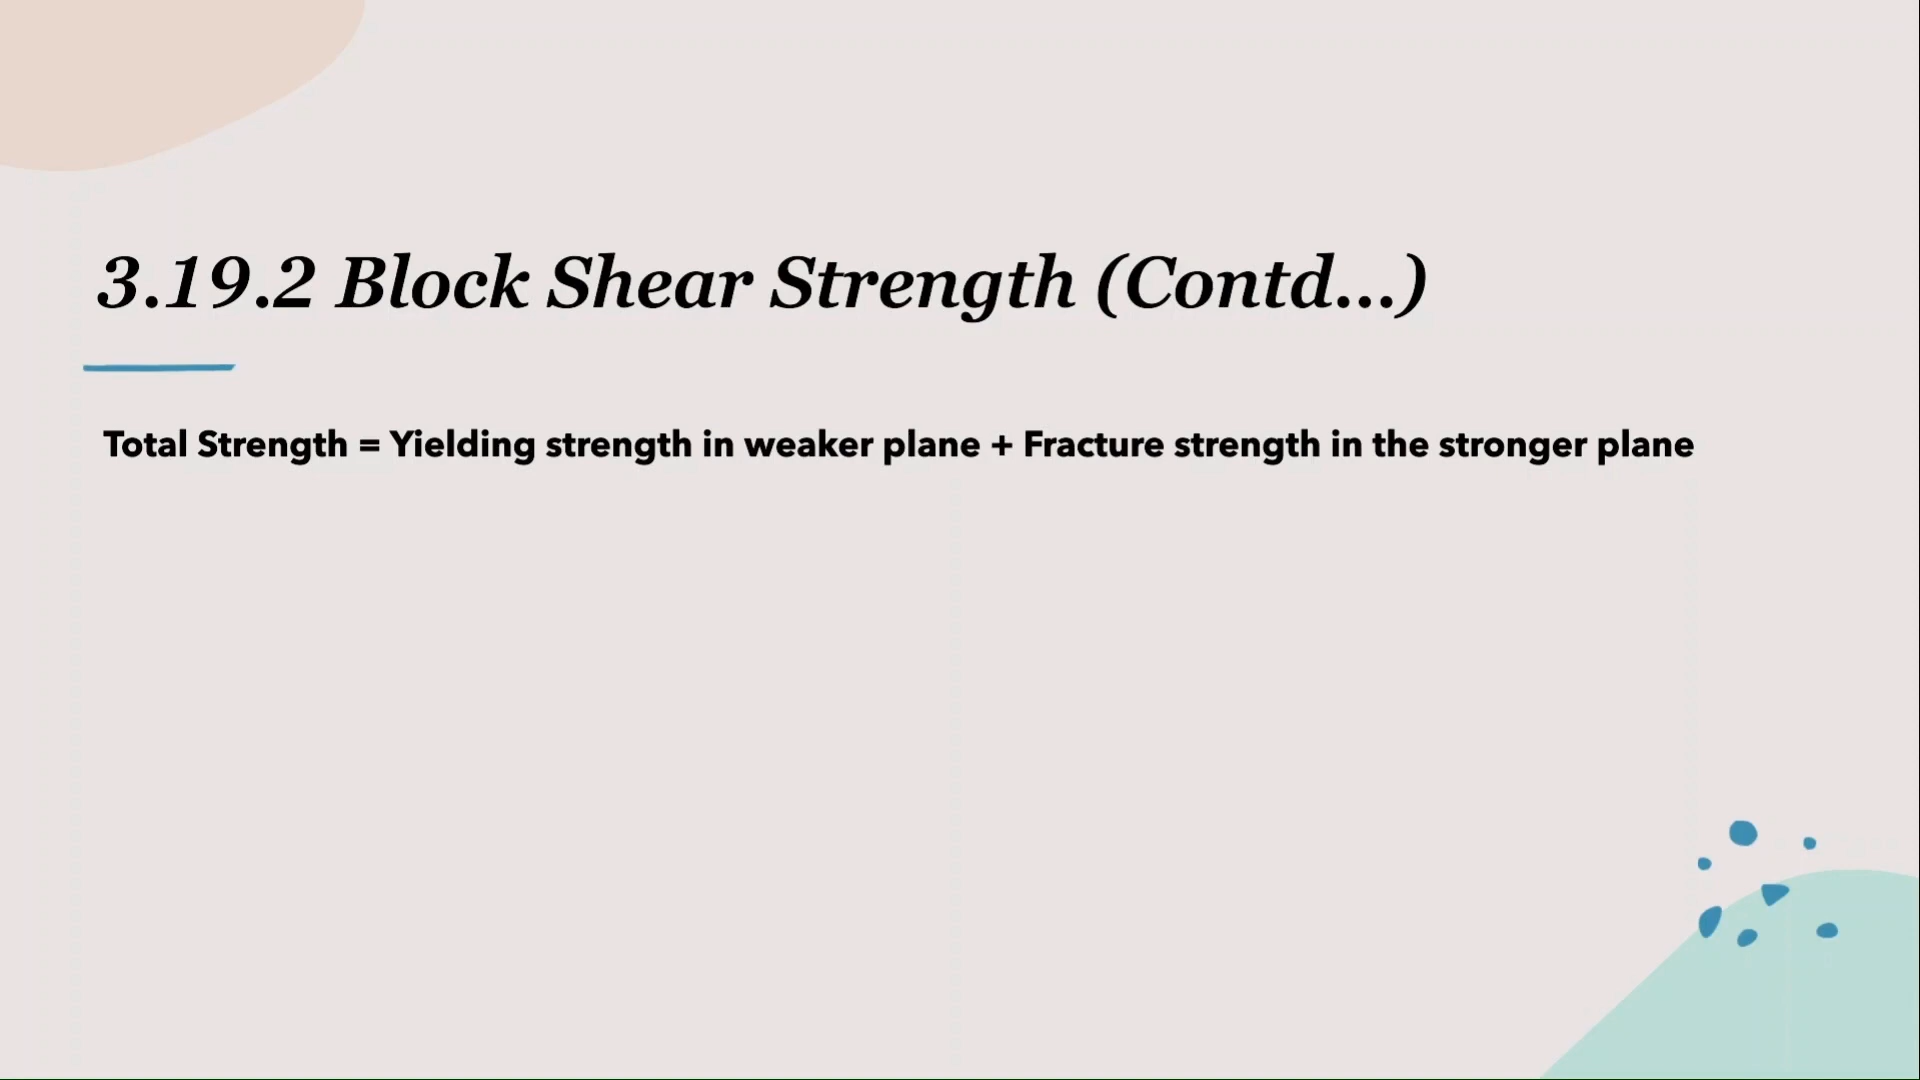 3.19.2 Block Shear Strength (Contd...)
Total Strength = Yielding strength in weaker plane + Fracture strength in the stronger plane